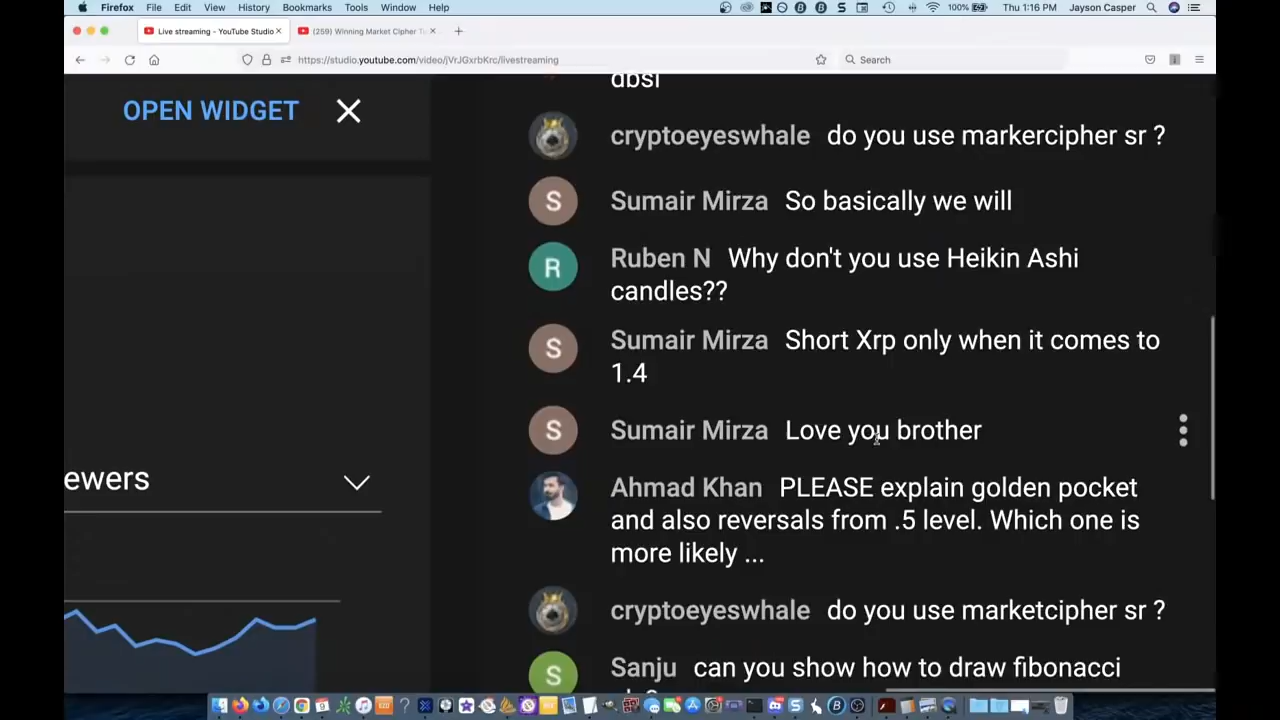 Firefox File Edit View History Bookmarks Tools Window Help 100% Thu 1:16 PM Jayson Casper
Live streaming - YouTube Studio (259) Winning Market Cipher
https://studio.youtube.com/video/jVrJGxrbKrc/livestreaming Search
dbsi
OPEN WIDGET
cryptoeyeswhale do you use markercipher sr ?
S Sumair Mirza So basically we will
R Ruben N Why don't you use Heikin Ashi
candles??
S Sumair Mirza Short Xrp only when it comes to
1.4
S Sumair Mirza Love you brother
ewers
Ahmad Khan PLEASE explain golden pocket
and also reversals from .5 level. Which one is
more likely ...
cryptoeyeswhale do you use marketcipher sr ?
S Sanju can you show how to draw fibonacci